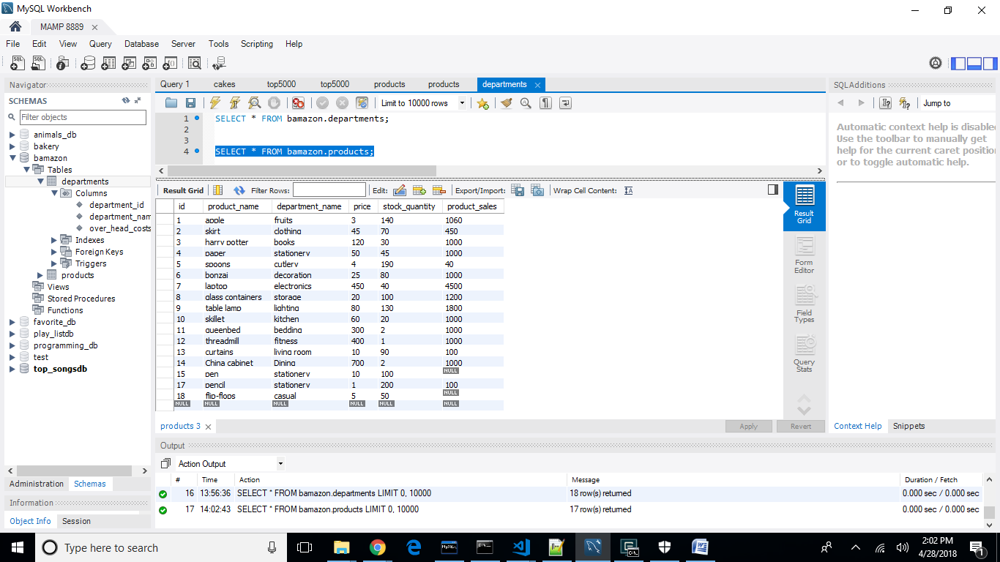 MySQL Workbench
MAMP 8889
File Edit View Query Database Server Tools Scripting Help
Navigator
SCHEMAS
Filter objects
animals_db
bakery
bamazon
Tables
departments
Columns
department_id
department_nam
over_head_costs
Indexes
Foreign Keys
Triggers
products
Views
Stored Procedures
Functions
favorite_db
play_listdb
programming_db
test
top_songsdb
Administration Schemas
Information
Object Info Session
Query 1 cakes top5000 top5000 products products departments
Limit to 10000 rows
1 SELECT * FROM bamazon.departments;
2
3
4 SELECT * FROM bamazon.products;
Result Grid Filter Rows: Edit: Export/Import: Wrap Cell Content:
id product_name department_name price stock_quantity product_sales
1 apple fruits 3 140 1060
2 skirt clothing 45 70 450
3 harry potter books 120 30 1000
4 paper stationery 50 45 1000
5 spoons cutlery 4 190 40
6 bonzai decoration 25 80 1000
7 laptop electronics 450 40 4500
8 glass containers storage 20 100 1200
9 table lamp lighting 80 130 1800
10 skillet kitchen 60 20 1000
11 queenbed bedding 300 2 1000
12 threadmill fitness 400 1 1000
13 curtains living room 10 90 100
14 China cabinet Dining 700 2 1000
15 pen stationery 10 100 NULL
17 pencil stationery 1 200 100
18 flip-flops casual 5 50 NULL
NULL NULL NULL NULL NULL NULL
Result
Grid
Form
Editor
Field
Types
Query
Stats
products 3
Apply Revert
SQLAdditions
Jump to
Automatic context help is disable
Use the toolbar to manually get
help for the current caret position
or to toggle automatic help.
Context Help Snippets
Output
Action Output
# Time Action Message Duration / Fetch
16 13:56:36 SELECT * FROM bamazon.departments LIMIT 0, 10000 18 row(s) returned 0.000 sec / 0.000 sec
17 14:02:43 SELECT * FROM bamazon.products LIMIT 0, 10000 17 row(s) returned 0.000 sec / 0.000 sec
Type here to search
2:02 PM
4/28/2018